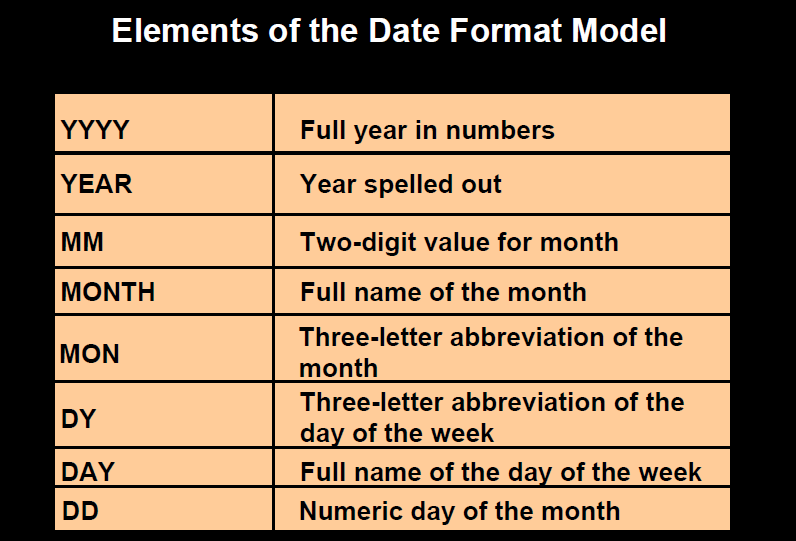 Elements of the Date Format Model
YYYY Full year in numbers
YEAR Year spelled out
MM Two-digit value for month
MONTH Full name of the month
MON Three-letter abbreviation of the
month
DY Three-letter abbreviation of the
day of the week
DAY Full name of the day of the week
DD Numeric day of the month